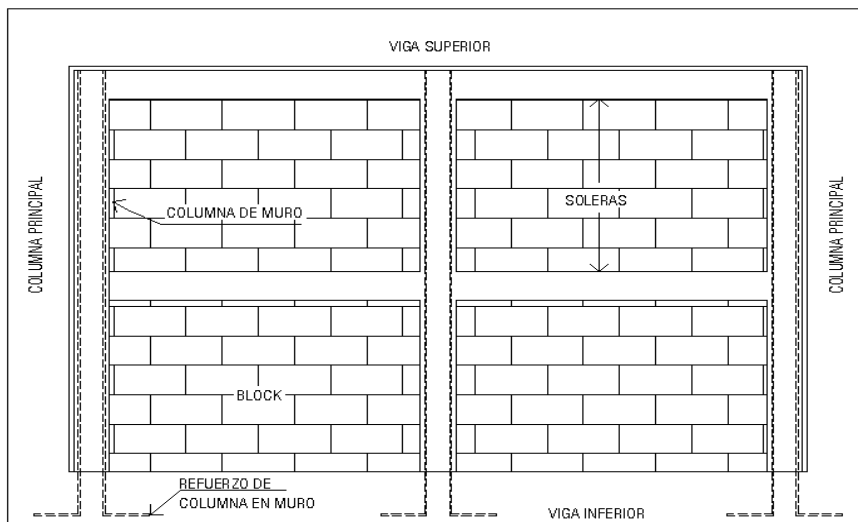 VIGA SUPERIOR
COLUMNA PRINCIPAL
COLUMNA DE MURO
SOLERAS
COLUMNA PRINCIPAL
BLOCK
REFUERZO DE
COLUMNA EN MURO
VIGA INFERIOR